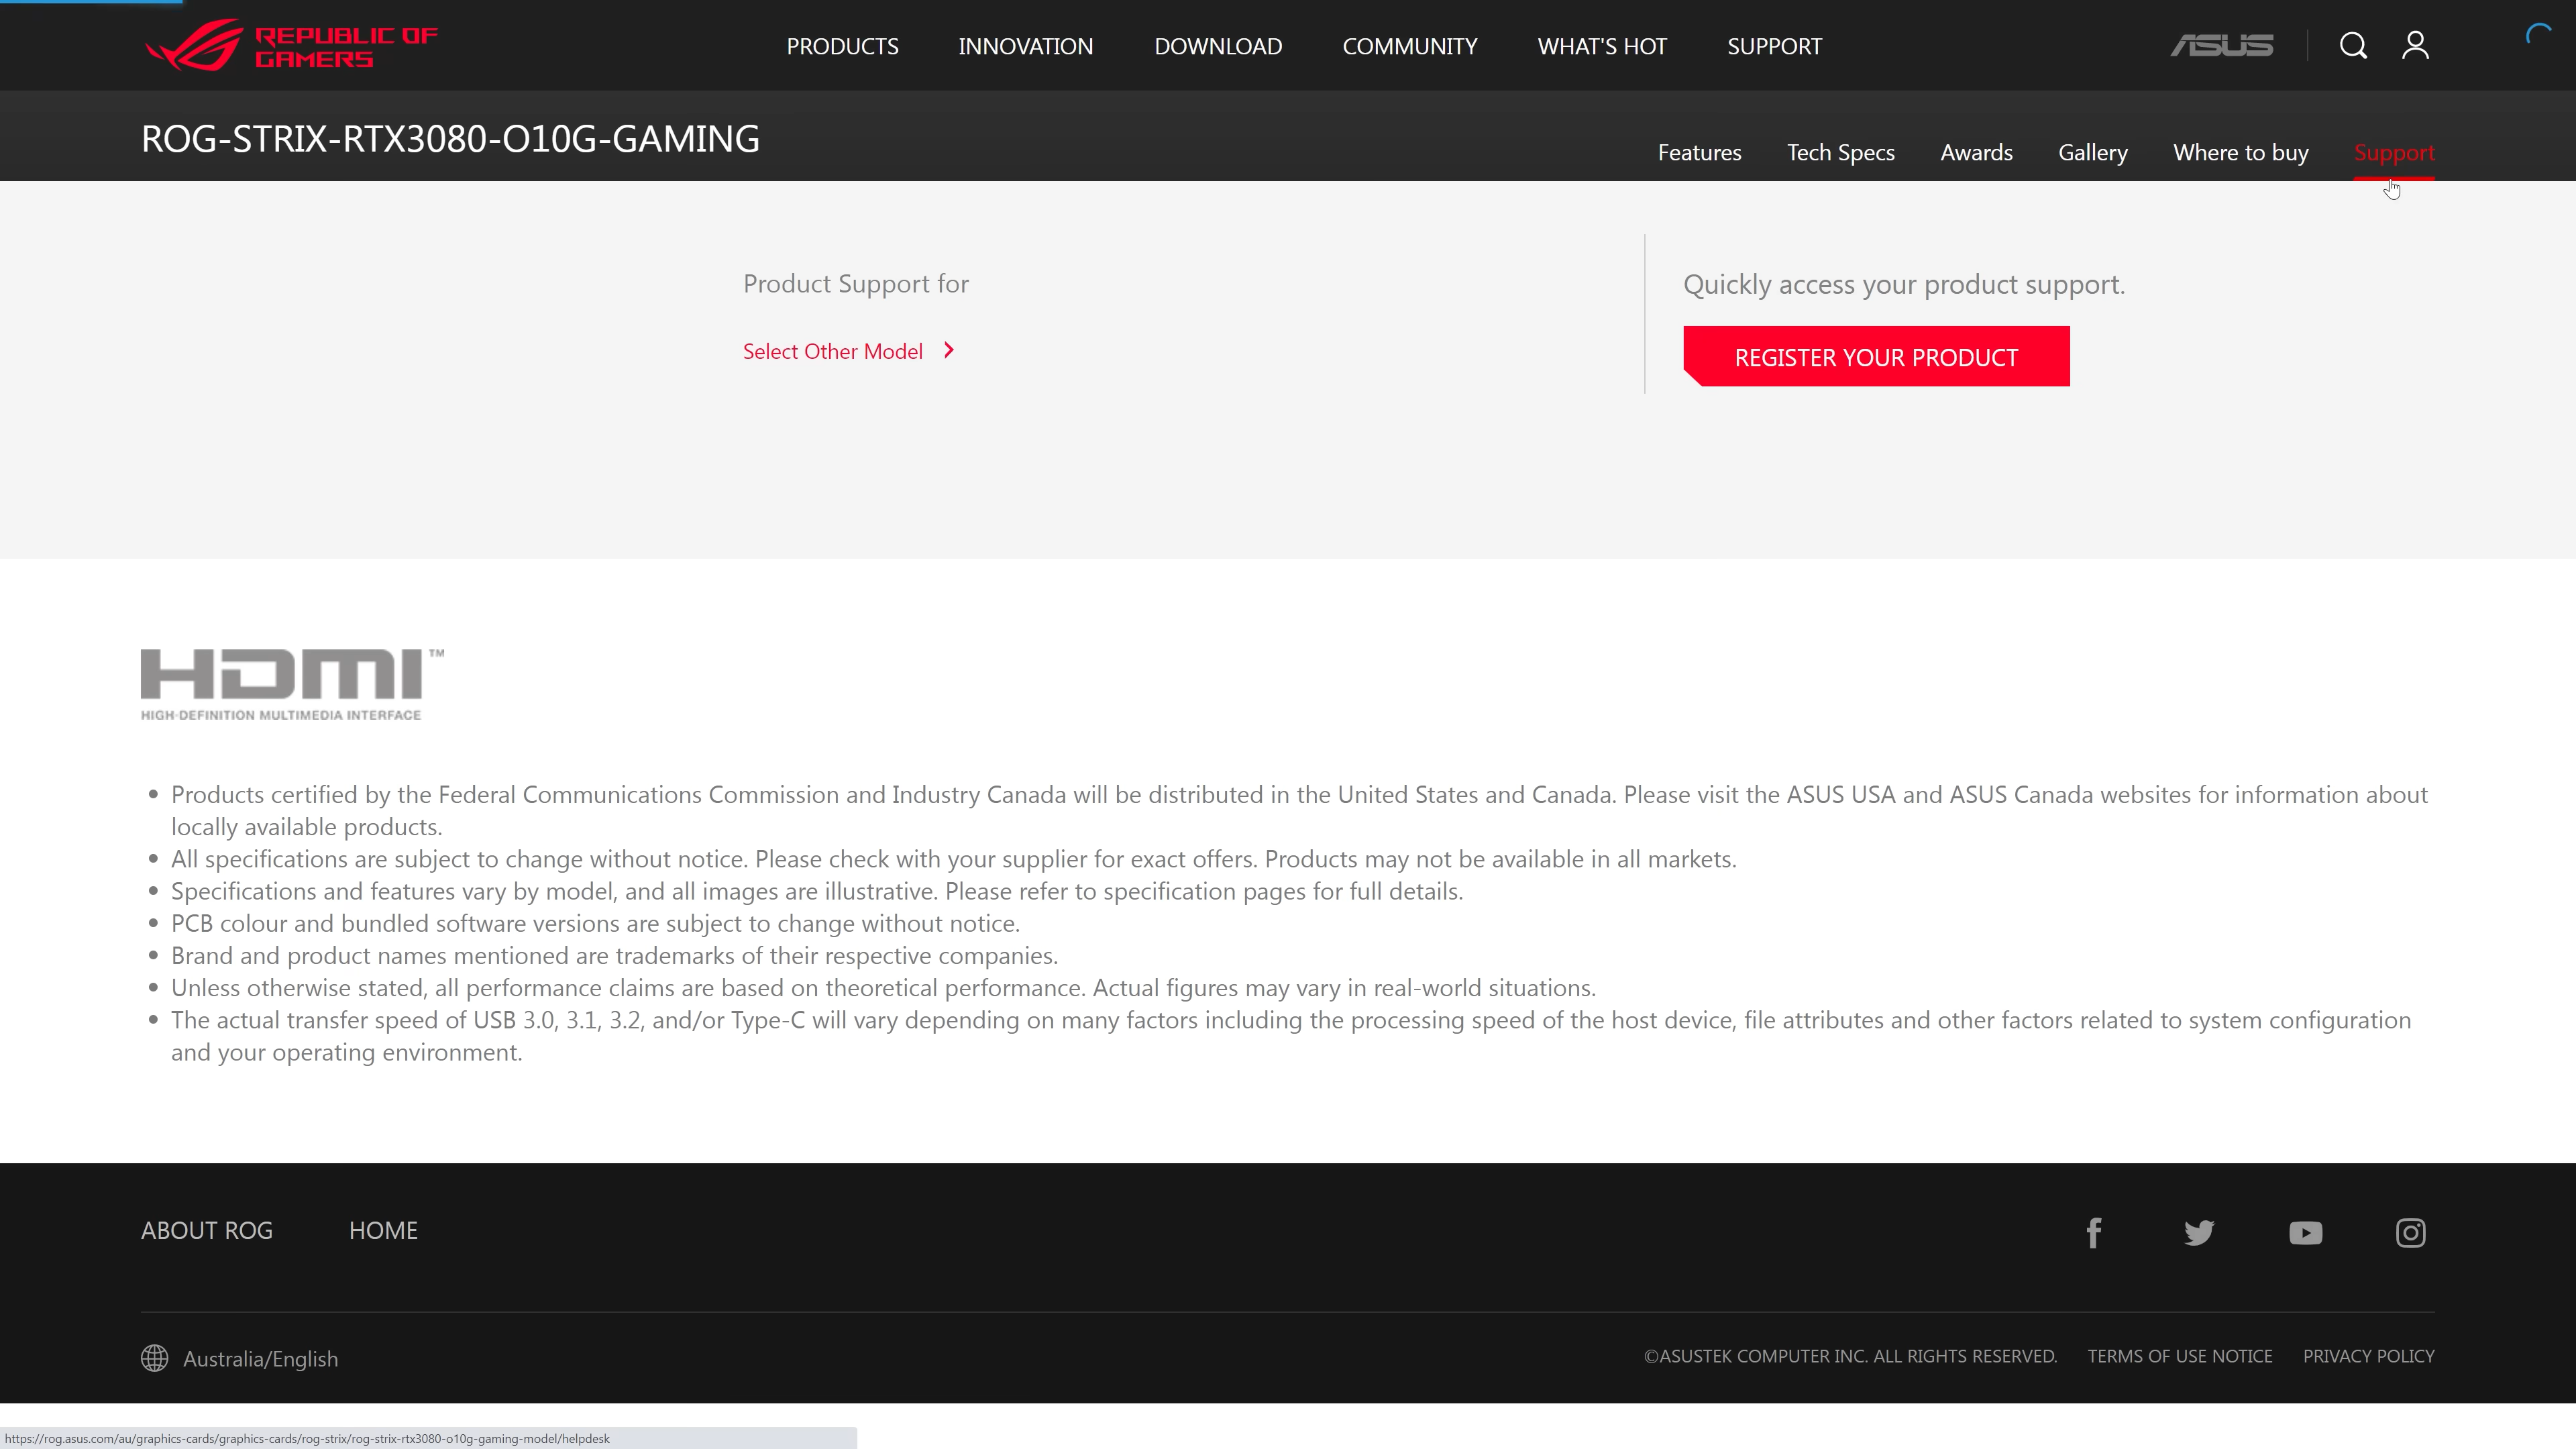 REPUBLIC OF
GAMERS
PRODUCTS INNOVATION DOWNLOAD COMMUNITY WHAT'S HOT SUPPORT
ASUS
ROG-STRIX-RTX3080-O10G-GAMING
Features Tech Specs Awards Gallery Where to buy Support
Product Support for
Select Other Model
Quickly access your product support.
REGISTER YOUR PRODUCT
HDMI™
HIGH-DEFINITION MULTIMEDIA INTERFACE
• Products certified by the Federal Communications Commission and Industry Canada will be distributed in the United States and Canada. Please visit the ASUS USA and ASUS Canada websites for information about
locally available products.
• All specifications are subject to change without notice. Please check with your supplier for exact offers. Products may not be available in all markets.
• Specifications and features vary by model, and all images are illustrative. Please refer to specification pages for full details.
• PCB colour and bundled software versions are subject to change without notice.
• Brand and product names mentioned are trademarks of their respective companies.
• Unless otherwise stated, all performance claims are based on theoretical performance. Actual figures may vary in real-world situations.
• The actual transfer speed of USB 3.0, 3.1, 3.2, and/or Type-C will vary depending on many factors including the processing speed of the host device, file attributes and other factors related to system configuration
and your operating environment.
ABOUT ROG HOME
Australia/English
©ASUSTEK COMPUTER INC. ALL RIGHTS RESERVED. TERMS OF USE NOTICE PRIVACY POLICY
https://rog.asus.com/au/graphics-cards/graphics-cards/rog-strix/rog-strix-rtx3080-o10g-gaming-model/helpdesk